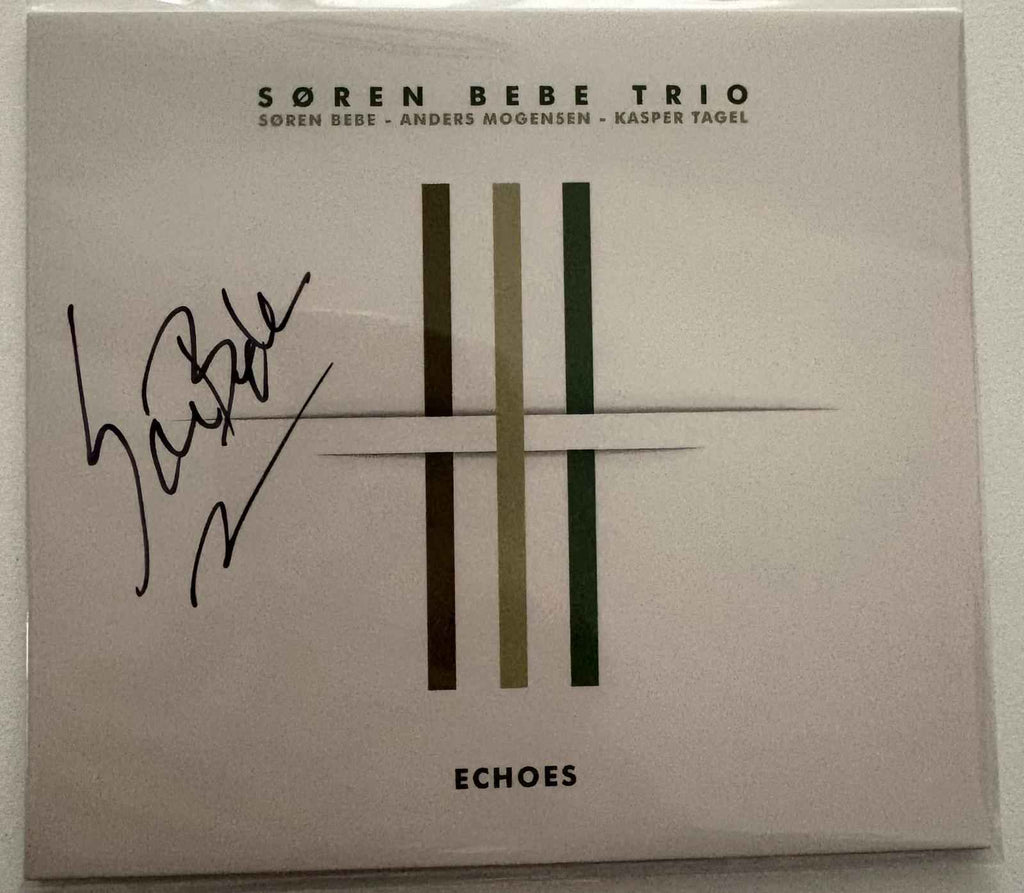 SØREN BEBE TRIO
SØREN BEBE - ANDERS MOGENSEN - KASPER TAGEL
ECHOES